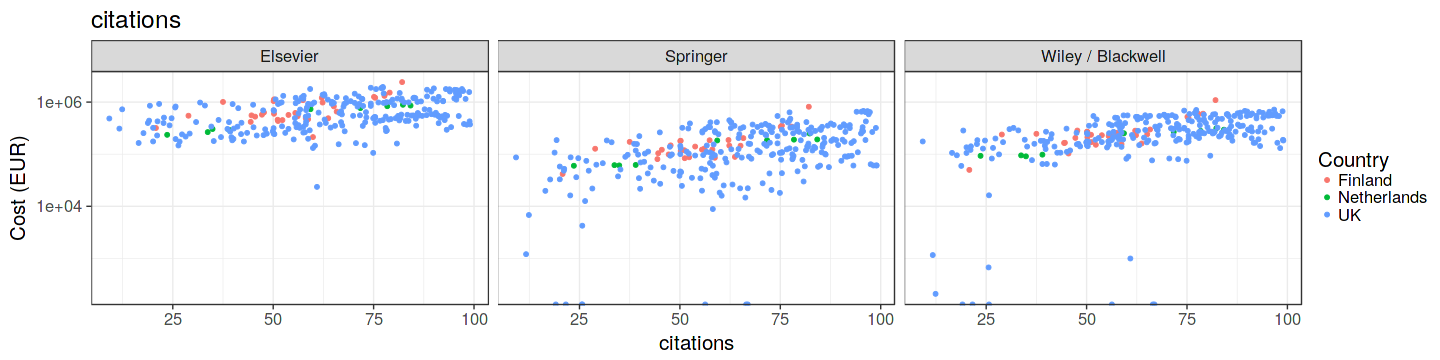 citations
Elsevier
Springer
Wiley / Blackwell
Cost (EUR)
1e+06
1e+04
25 50 75 100
25 50 75 100
25 50 75 100
citations
Country
Finland
Netherlands
UK